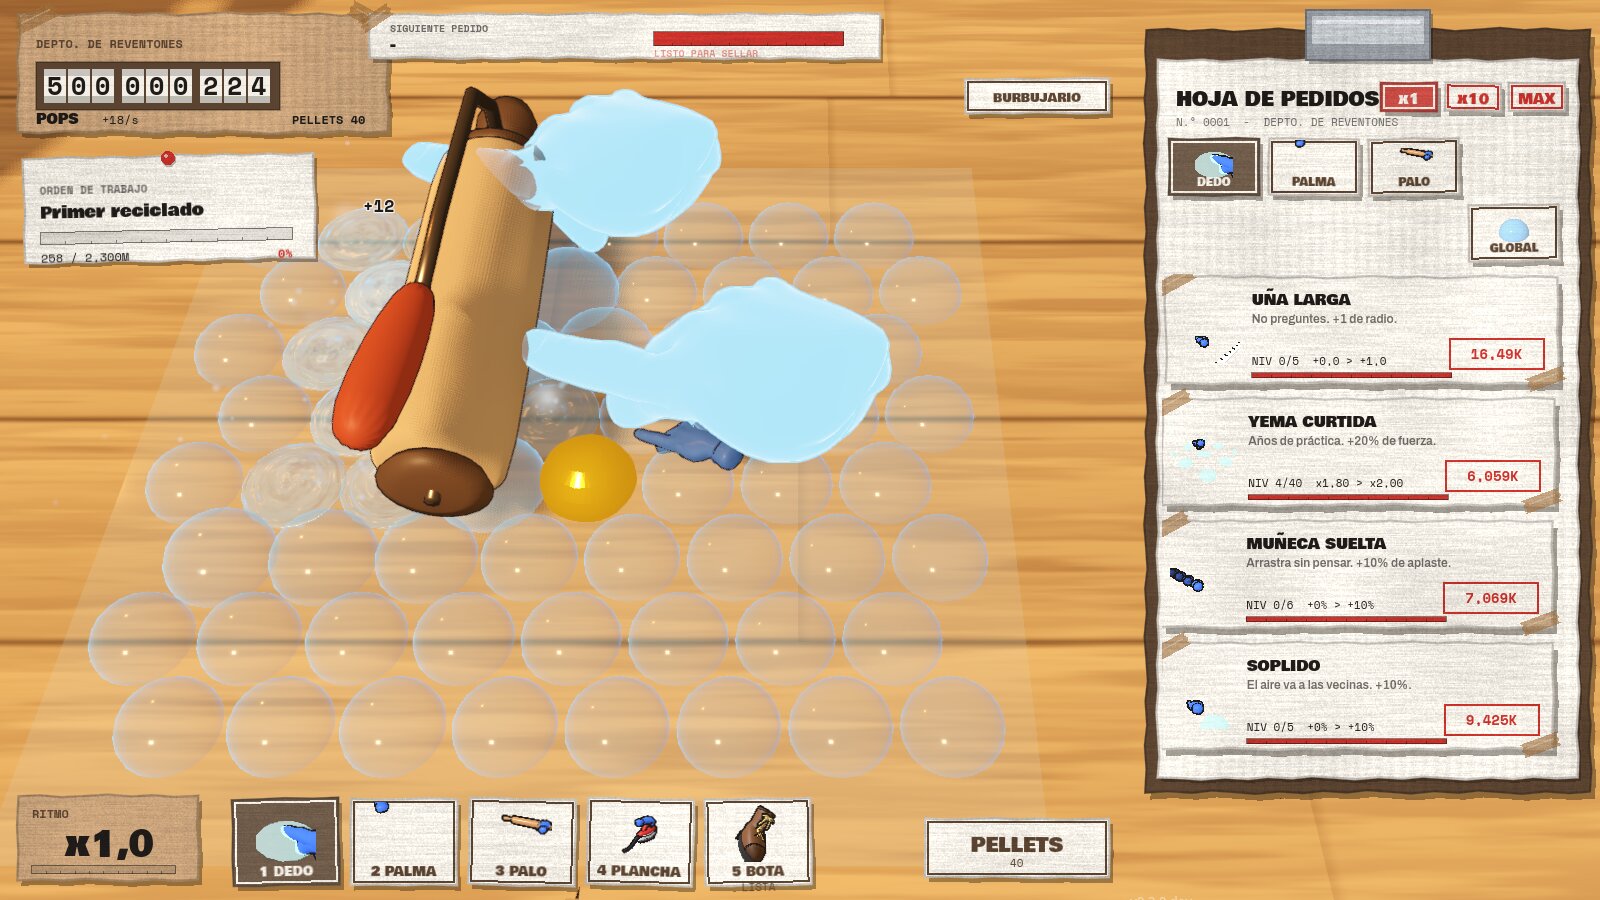 DEPTO. DE REVENTONES
500 000 224
POPS +18/s PELLETS 40
SIGUIENTE PEDIDO
-
LISTO PARA SELLAR
BURBUJARIO
ORDEN DE TRABAJO
Primer reciclado
258 / 2,300M 0%
+12
HOJA DE PEDIDOS x1 x10 MAX
N.° 0001 - DEPTO. DE REVENTONES
DEDO PALMA PALO
GLOBAL
UÑA LARGA
No preguntes. +1 de radio.
NIV 0/5 +0,0 > +1,0
16,49K
YEMA CURTIDA
Años de práctica. +20% de fuerza.
NIV 4/40 x1,80 > x2,00
6,059K
MUÑECA SUELTA
Arrastra sin pensar. +10% de aplaste.
NIV 0/6 +0% > +10%
7,069K
SOPLIDO
El aire va a las vecinas. +10%.
NIV 0/5 +0% > +10%
9,425K
RITMO
x1,0
1 DEDO
2 PALMA
3 PALO
4 PLANCHA
5 BOTA
LISTA
PELLETS
40